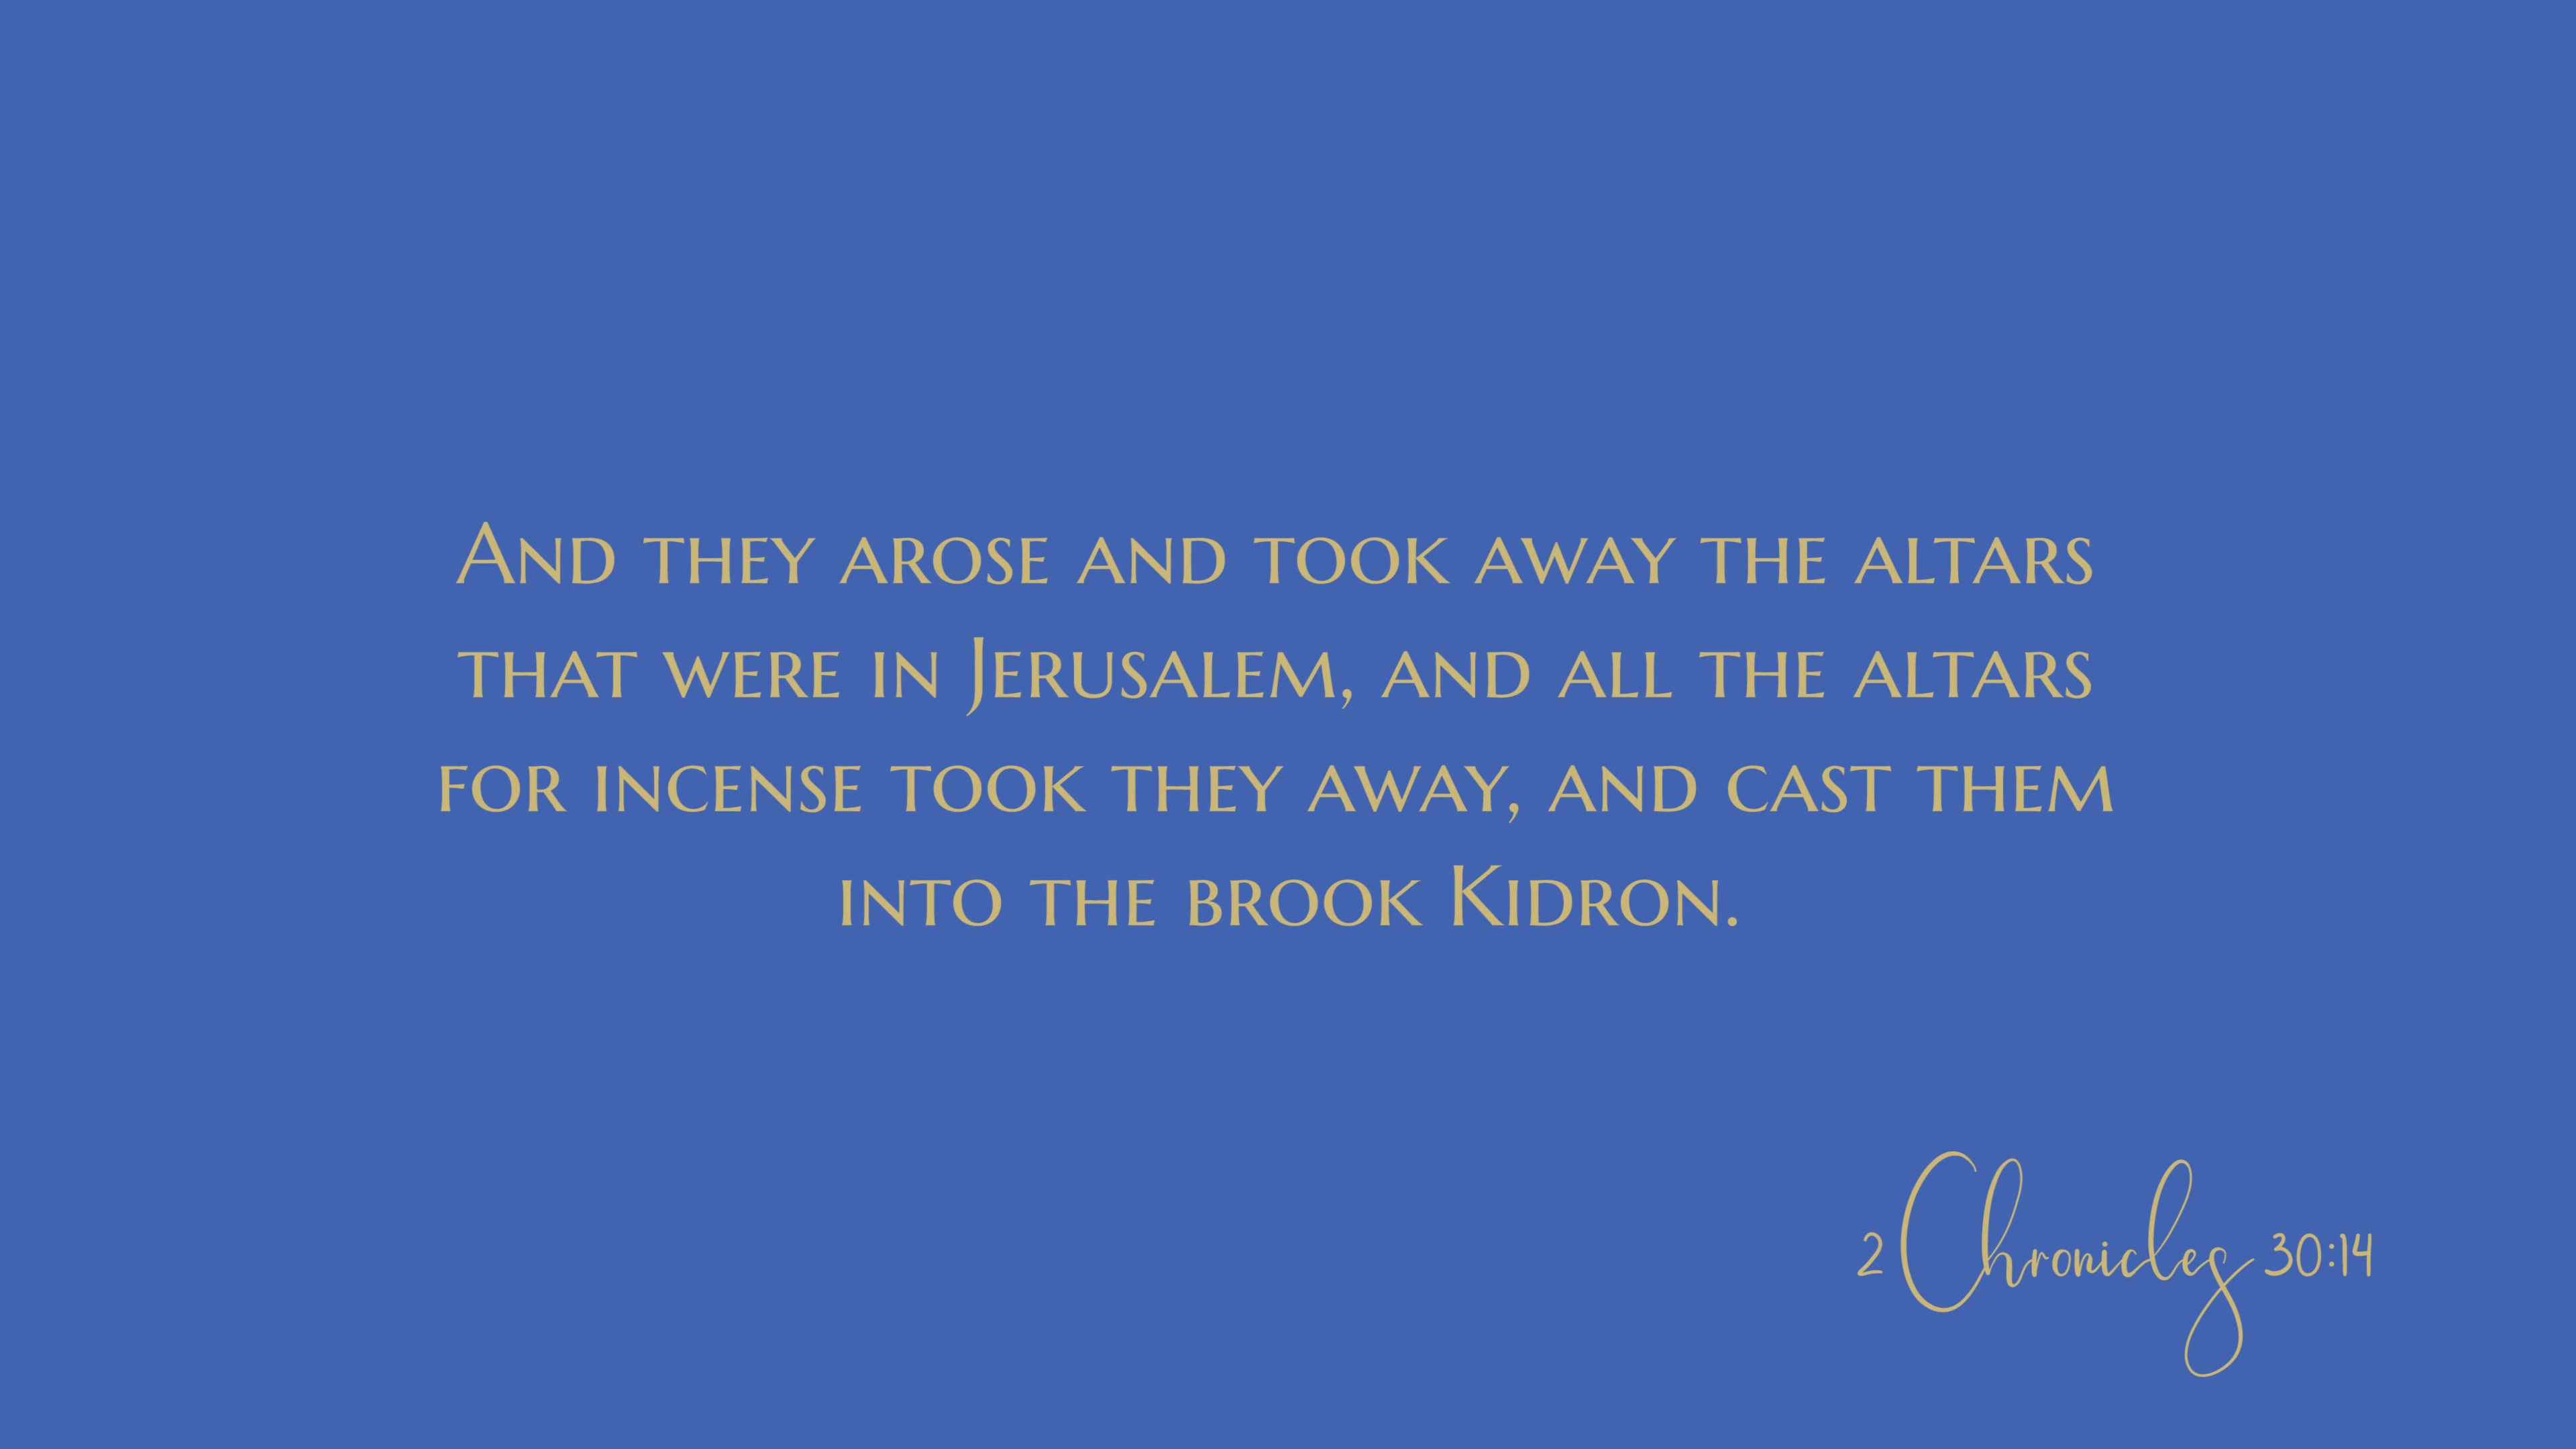 And they arose and took away the altars
that were in Jerusalem, and all the altars
for incense took they away, and cast them
into the brook Kidron.
2 Chronicles 30:14